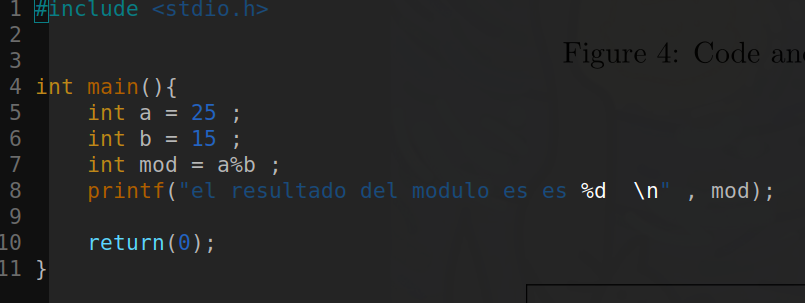 1 #include <stdio.h>
2
3
Figure 4: Code an
4 int main(){
5 int a = 25 ;
6 int b = 15 ;
7 int mod = a%b ;
8 printf("el resultado del modulo es es %d  \n" , mod);
9
10 return(0);
11 }